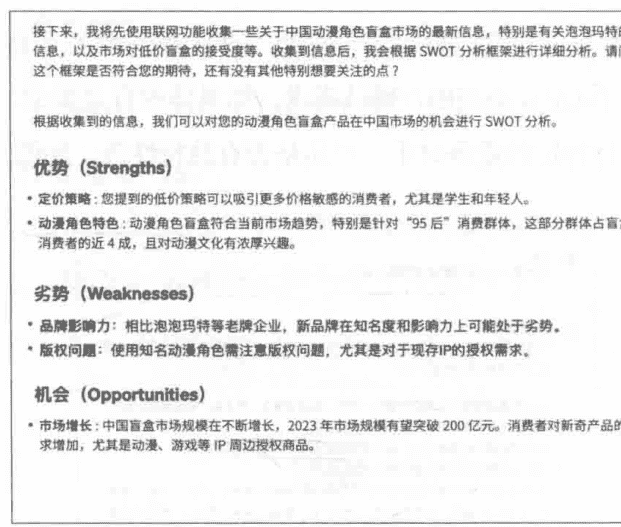 接下来，我将先使用联网功能收集一些关于中国动漫角色盲盒市场的最新信息，特别是有关泡泡玛特
信息，以及市场对低价盲盒的接受度等。收集到信息后，我会根据 SWOT 分析框架进行详细分析。请
这个框架是否符合您的期待，还有没有其他特别想要关注的点？
根据收集到的信息，我们可以对您的动漫角色盲盒产品在中国市场的机会进行 SWOT 分析。
优势（Strengths）
• 定价策略：您提到的低价策略可以吸引更多价格敏感的消费者，尤其是学生和年轻人。
• 动漫角色特色：动漫角色盲盒符合当前市场趋势，特别是针对“95 后”消费群体，这部分群体占盲
消费者的近 4 成，且对动漫文化有浓厚兴趣。
劣势（Weaknesses）
• 品牌影响力：相比泡泡玛特等老牌企业，新品牌在知名度和影响力上可能处于劣势。
• 版权问题：使用知名动漫角色需注意版权问题，尤其是对于现存IP的授权需求。
机会（Opportunities）
• 市场增长：中国盲盒市场规模在不断增长，2023 年市场规模有望突破 200 亿元。消费者对新奇产品的
求增加，尤其是动漫、游戏等 IP 周边授权商品。